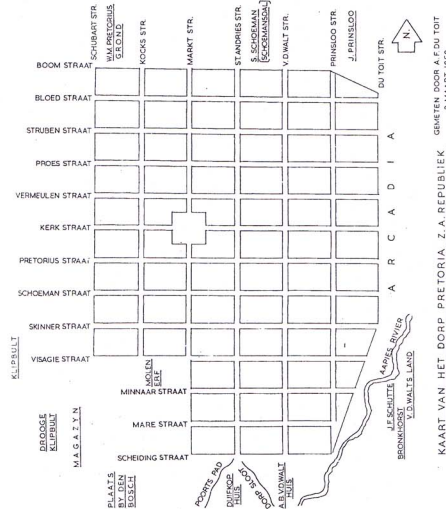 SCHUBART STR.
W.M. PRETORIUS
GROND
KOCKS STR.
MARKT STR.
ST. ANDRIES STR.
S. SCHOEMAN
[SCHOEMANSDAL]
V.D. WALT STR.
PRINSLOO STR.
J. PRINSLOO
DU TOIT STR.
N.
BOOM STRAAT
BLOED STRAAT
STRUBEN STRAAT
PROES STRAAT
VERMEULEN STRAAT
KERK STRAAT
PRETORIUS STRAAT
SCHOEMAN STRAAT
SKINNER STRAAT
VISAGIE STRAAT
MINNAAR STRAAT
MARE STRAAT
SCHEIDING STRAAT
ARCADIA
KLIPBULT
DROOGE
KLIPBULT
MAGAZYN
MOLEN
ERF
PLAATS
BY DEN
BOSCH
POORTS PAD
DUIFKOP
HUIS
DORP SLOOT
A.B.V.D.WALT
HUIS
AAPJES RIVIER
J.F. SCHUTTE
BRONKHORST
V.D. WALTS LAND
KAART VAN HET DORP PRETORIA Z.A. REPUBLIEK
GEMETEN DOOR A.F. DU TOIT